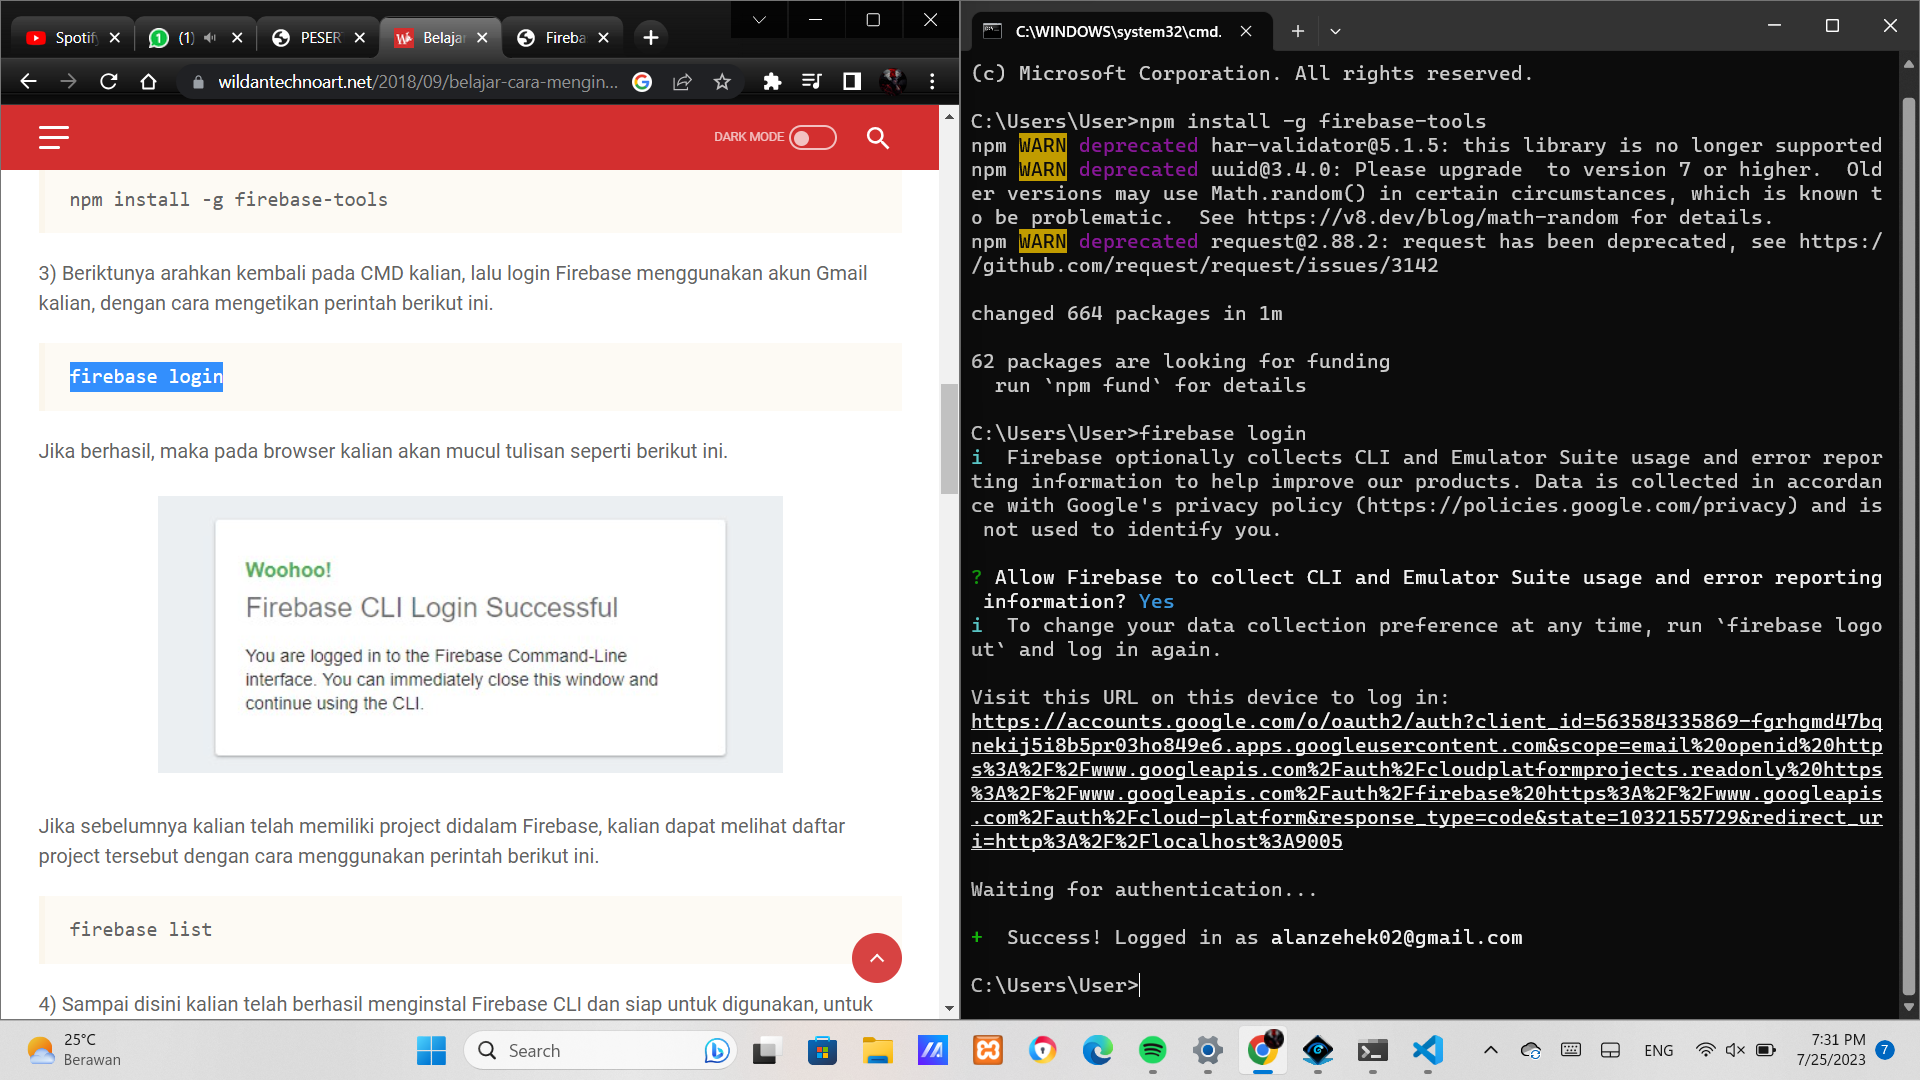 Spotify
(1)
PESER
Belajar
Fireba
wildantechnoart.net/2018/09/belajar-cara-mengin...
DARK MODE
npm install -g firebase-tools
3) Beriktunya arahkan kembali pada CMD kalian, lalu login Firebase menggunakan akun Gmail
kalian, dengan cara mengetikan perintah berikut ini.
firebase login
Jika berhasil, maka pada browser kalian akan mucul tulisan seperti berikut ini.
Woohoo!
Firebase CLI Login Successful
You are logged in to the Firebase Command-Line
interface. You can immediately close this window and
continue using the CLI.
Jika sebelumnya kalian telah memiliki project didalam Firebase, kalian dapat melihat daftar
project tersebut dengan cara menggunakan perintah berikut ini.
firebase list
4) Sampai disini kalian telah berhasil menginstal Firebase CLI dan siap untuk digunakan, untuk
C:\WINDOWS\system32\cmd.
(c) Microsoft Corporation. All rights reserved.
C:\Users\User>npm install -g firebase-tools
npm WARN deprecated har-validator@5.1.5: this library is no longer supported
npm WARN deprecated uuid@3.4.0: Please upgrade  to version 7 or higher.  Old
er versions may use Math.random() in certain circumstances, which is known t
o be problematic.  See https://v8.dev/blog/math-random for details.
npm WARN deprecated request@2.88.2: request has been deprecated, see https:/
/github.com/request/request/issues/3142
changed 664 packages in 1m
62 packages are looking for funding
  run `npm fund` for details
C:\Users\User>firebase login
i  Firebase optionally collects CLI and Emulator Suite usage and error repor
ting information to help improve our products. Data is collected in accordan
ce with Google's privacy policy (https://policies.google.com/privacy) and is
 not used to identify you.
? Allow Firebase to collect CLI and Emulator Suite usage and error reporting
 information? Yes
i  To change your data collection preference at any time, run `firebase logo
ut` and log in again.
Visit this URL on this device to log in:
https://accounts.google.com/o/oauth2/auth?client_id=563584335869-fgrhgmd47bq
nekij5i8b5pr03ho849e6.apps.googleusercontent.com&scope=email%20openid%20http
s%3A%2F%2Fwww.googleapis.com%2Fauth%2Fcloudplatformprojects.readonly%20https
%3A%2F%2Fwww.googleapis.com%2Fauth%2Ffirebase%20https%3A%2F%2Fwww.googleapis
.com%2Fauth%2Fcloud-platform&response_type=code&state=1032155729&redirect_ur
i=http%3A%2F%2Flocalhost%3A9005
Waiting for authentication...
+  Success! Logged in as alanzehek02@gmail.com
C:\Users\User>
25°C
Berawan
Search
ENG
7:31 PM
7/25/2023
7